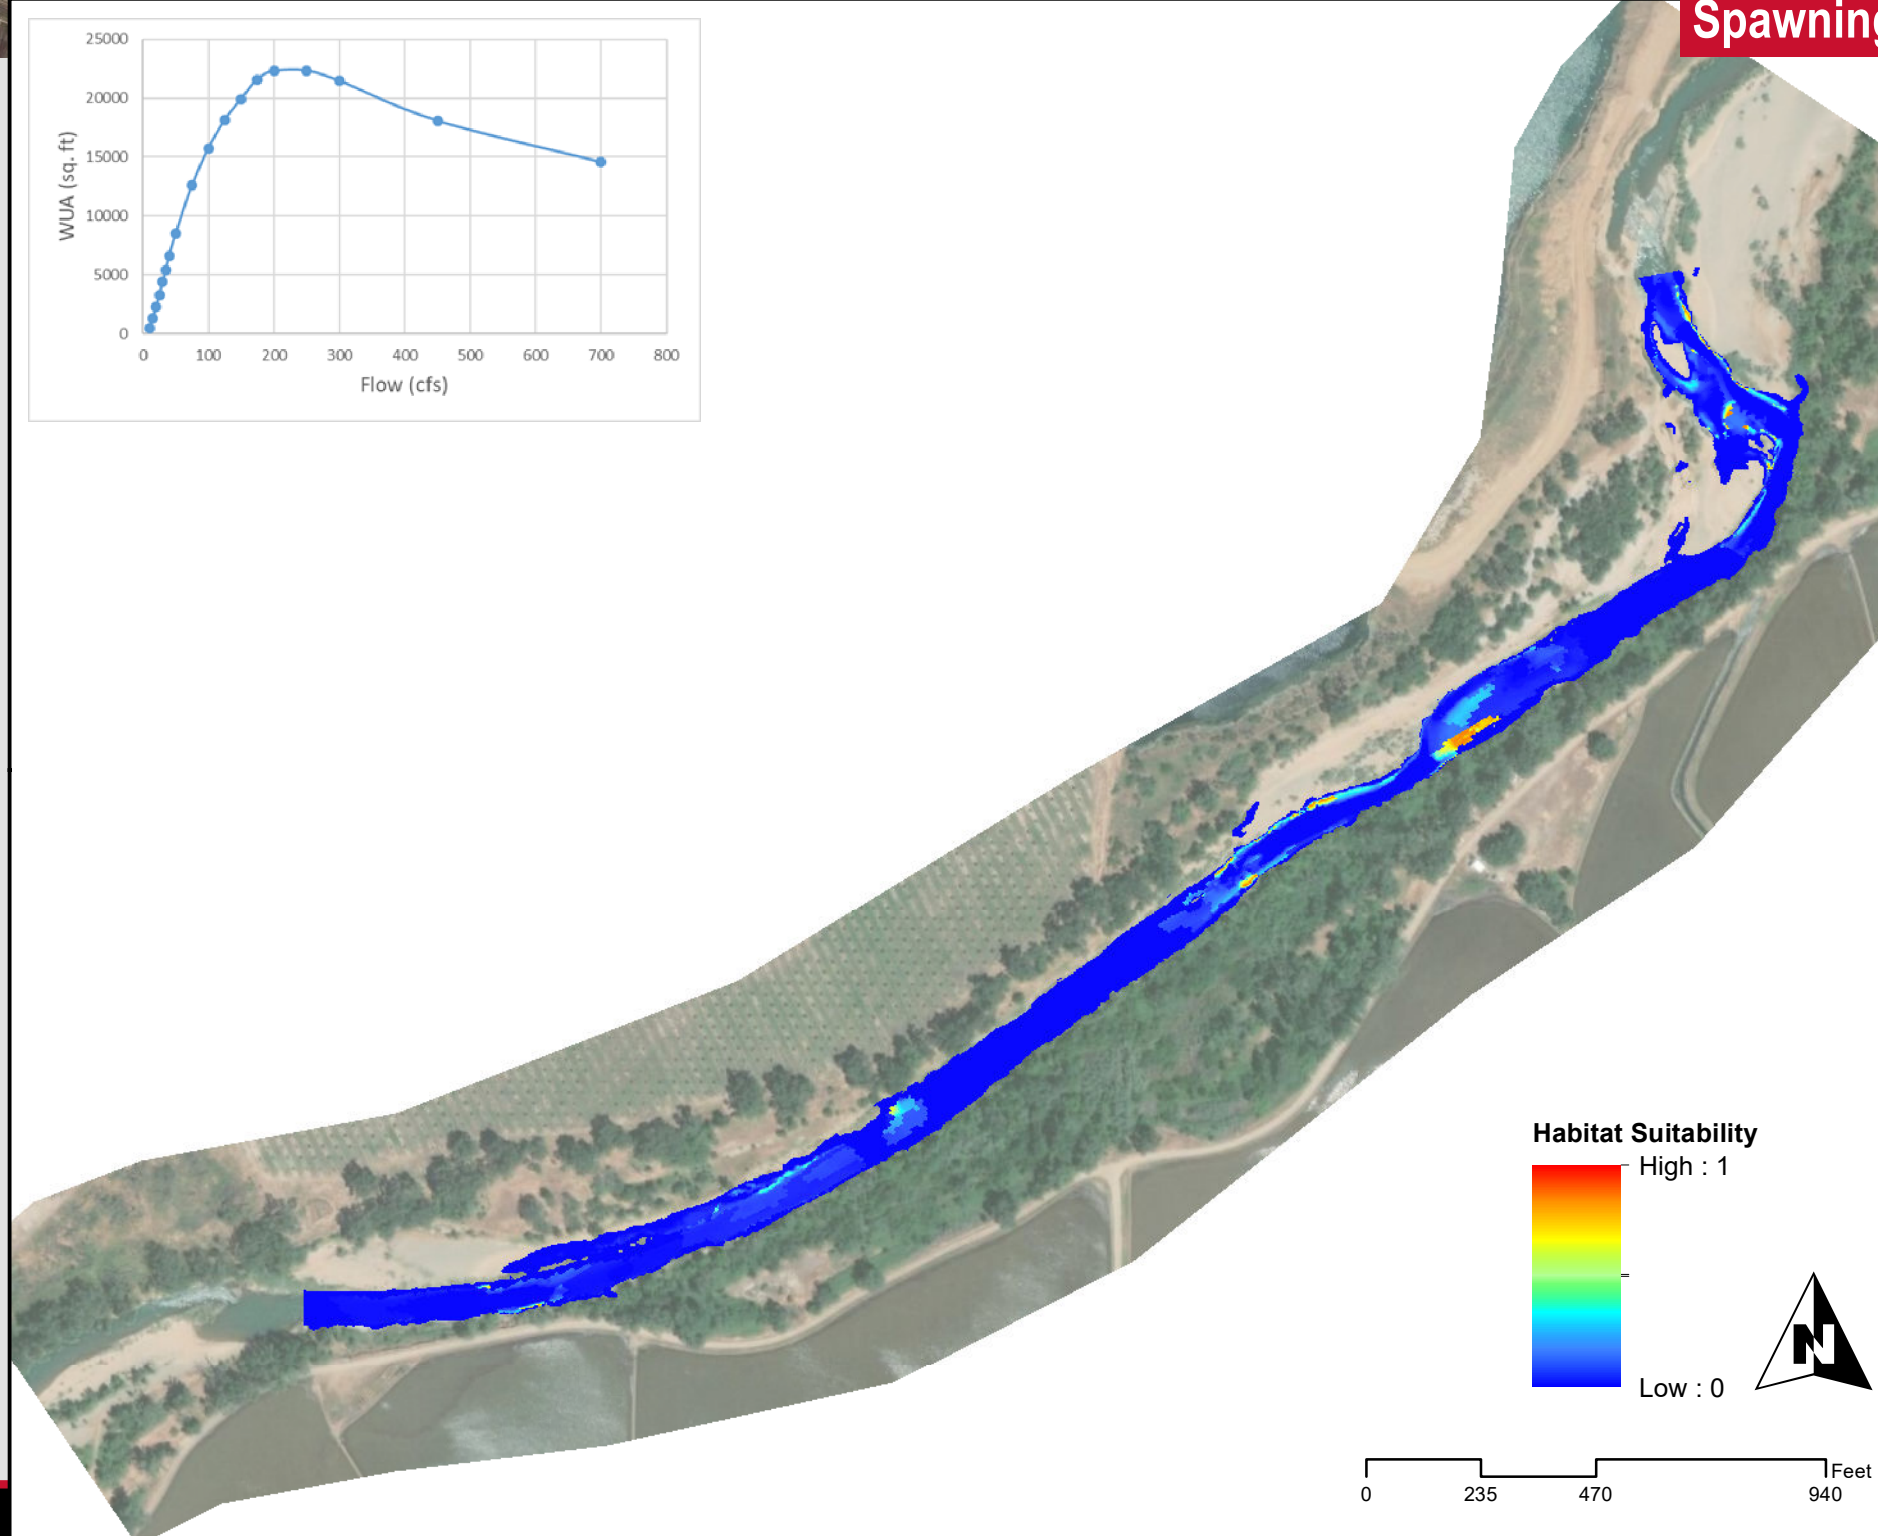 Spawning
25000
20000
15000
10000
5000
0
WUA (sq. ft)
0 100 200 300 400 500 600 700 800
Flow (cfs)
Habitat Suitability
High : 1
Low : 0
N
Feet
0 235 470 940